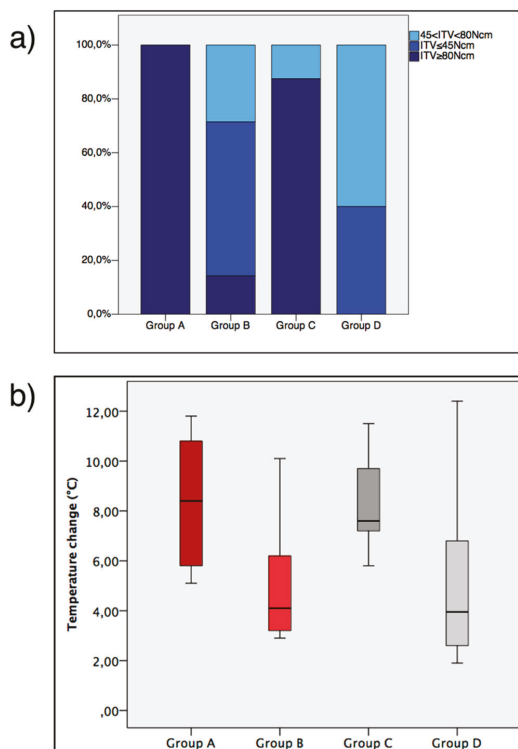 a)
45<ITV<80Ncm
ITV≤45Ncm
ITV≥80Ncm
100,0%
80,0%
60,0%
40,0%
20,0%
0,0%
Group A Group B Group C Group D
b)
Temperature change (°C)
12,00
10,00
8,00
6,00
4,00
2,00
,00
Group A Group B Group C Group D